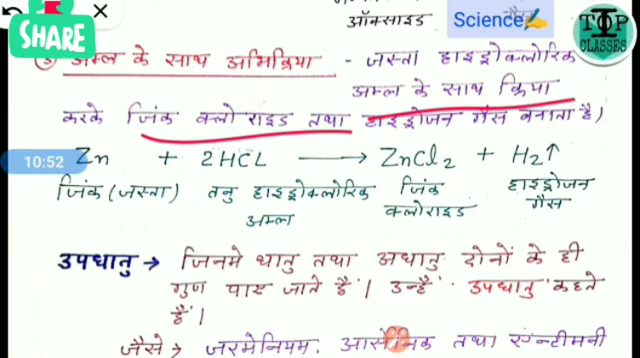 ऑक्साइड
Science✍
TOP
CLASSES
SHARE
अम्ल के साथ अभिक्रिया - जस्ता हाइड्रोक्लोरिक
अम्ल के साथ क्रिया
करके जिंक क्लोराइड तथा हाइड्रोजन गैस बनाता है)
10:52
Zn + 2HCL ⟶ ZnCl₂ + H₂↑
जिंक (जस्ता) तनु हाइड्रोक्लोरिक अम्ल जिंक क्लोराइड हाइड्रोजन गैस
उपधातु → जिनमे धातु तथा अधातु दोनों के ही
गुण पाए जाते हैं | उन्हें उपधातु कहते
हैं |
जैसे → जरमेनियम, आर्सेनिक तथा एन्टीमनी